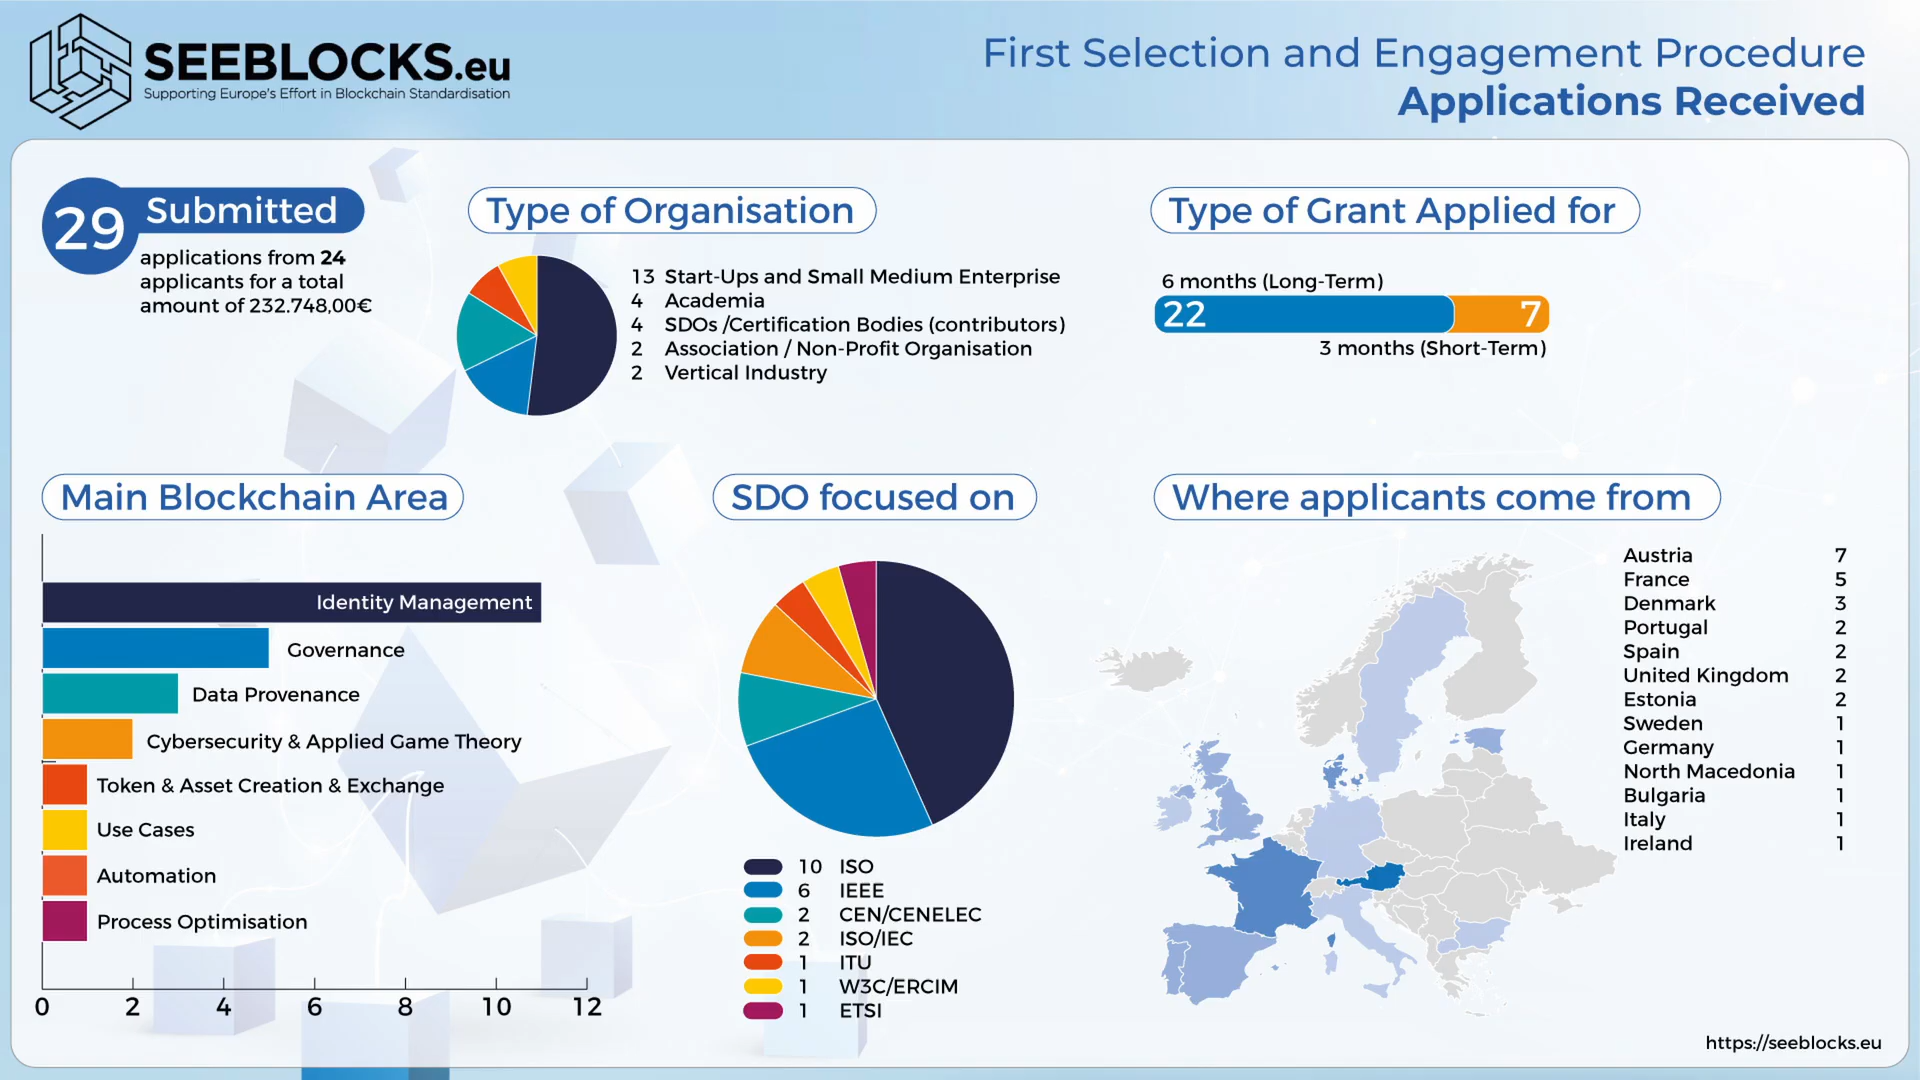 SEEBLOCKS.eu
Supporting Europe's Effort in Blockchain Standardisation
First Selection and Engagement Procedure
Applications Received
29 Submitted
applications from 24
applicants for a total
amount of 232.748,00€
Type of Organisation
13 Start-Ups and Small Medium Enterprise
4 Academia
4 SDOs /Certification Bodies (contributors)
2 Association / Non-Profit Organisation
2 Vertical Industry
Type of Grant Applied for
6 months (Long-Term)
22 7
3 months (Short-Term)
Main Blockchain Area
Identity Management
Governance
Data Provenance
Cybersecurity & Applied Game Theory
Token & Asset Creation & Exchange
Use Cases
Automation
Process Optimisation
0 2 4 6 8 10 12
SDO focused on
10 ISO
6 IEEE
2 CEN/CENELEC
2 ISO/IEC
1 ITU
1 W3C/ERCIM
1 ETSI
Where applicants come from
Austria 7
France 5
Denmark 3
Portugal 2
Spain 2
United Kingdom 2
Estonia 2
Sweden 1
Germany 1
North Macedonia 1
Bulgaria 1
Italy 1
Ireland 1
https://seeblocks.eu